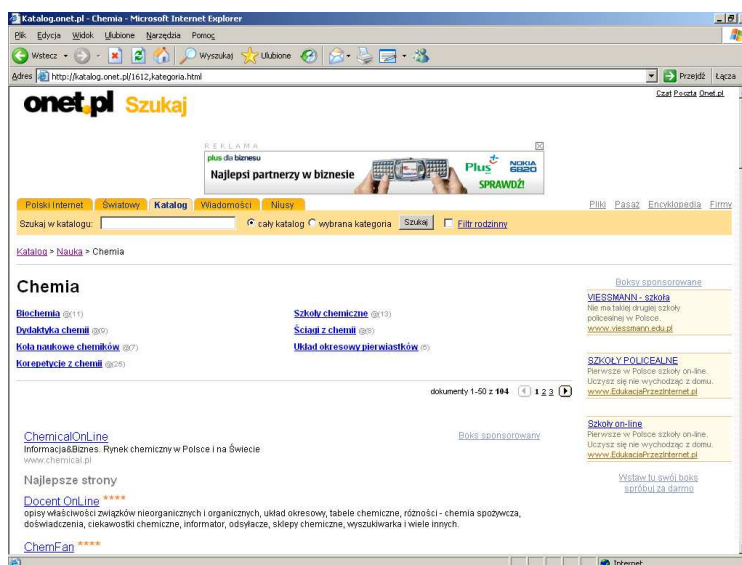 Katalog.onet.pl - Chemia - Microsoft Internet Explorer
Plik Edycja Widok Ulubione Narzędzia Pomoc
Wstecz Wyszukaj Ulubione
Adres http://katalog.onet.pl/1612,kategoria.html Przejdź Łącza
onet.pl Szukaj
Czat Poczta Onet.pl
REKLAMA
plus dla biznesu
Najlepsi partnerzy w biznesie
Plus NOKIA 6820
SPRAWDŹ!
Polski Internet Światowy Katalog Wiadomości Niusy
Pliki Pasaż Encyklopedia Firmy
Szukaj w katalogu: cały katalog wybrana kategoria Szukaj Filtr rodzinny
Katalog > Nauka > Chemia
Chemia
Biochemia @(11)
Dydaktyka chemii @(9)
Koła naukowe chemików @(7)
Korepetycje z chemii @(25)
Szkoły chemiczne @(13)
Ściągi z chemii @(8)
Układ okresowy pierwiastków (5)
dokumenty 1-50 z 104 1 2 3
ChemicalOnLine
Boks sponsorowany
Informacja&Biznes. Rynek chemiczny w Polsce i na Świecie
www.chemical.pl
Najlepsze strony
Docent OnLine ****
opisy właściwości związków nieorganicznych i organicznych, układ okresowy, tabele chemiczne, różności - chemia spożywcza,
doświadczenia, ciekawostki chemiczne, informator, odsyłacze, sklepy chemiczne, wyszukiwarka i wiele innych.
ChemFan ****
Boksy sponsorowane
VIESSMANN - szkoła
Nie ma takiej drugiej szkoły
policealnej w Polsce.
www.viessmann.edu.pl
SZKOŁY POLICEALNE
Pierwsze w Polsce szkoły on-line.
Uczysz się nie wychodząc z domu.
www.EdukacjaPrzezInternet.pl
Szkoły on-line
Pierwsze w Polsce szkoły on-line.
Uczysz się nie wychodząc z domu.
www.EdukacjaPrzezInternet.pl
Wstaw tu swój boks
spróbuj za darmo
Internet